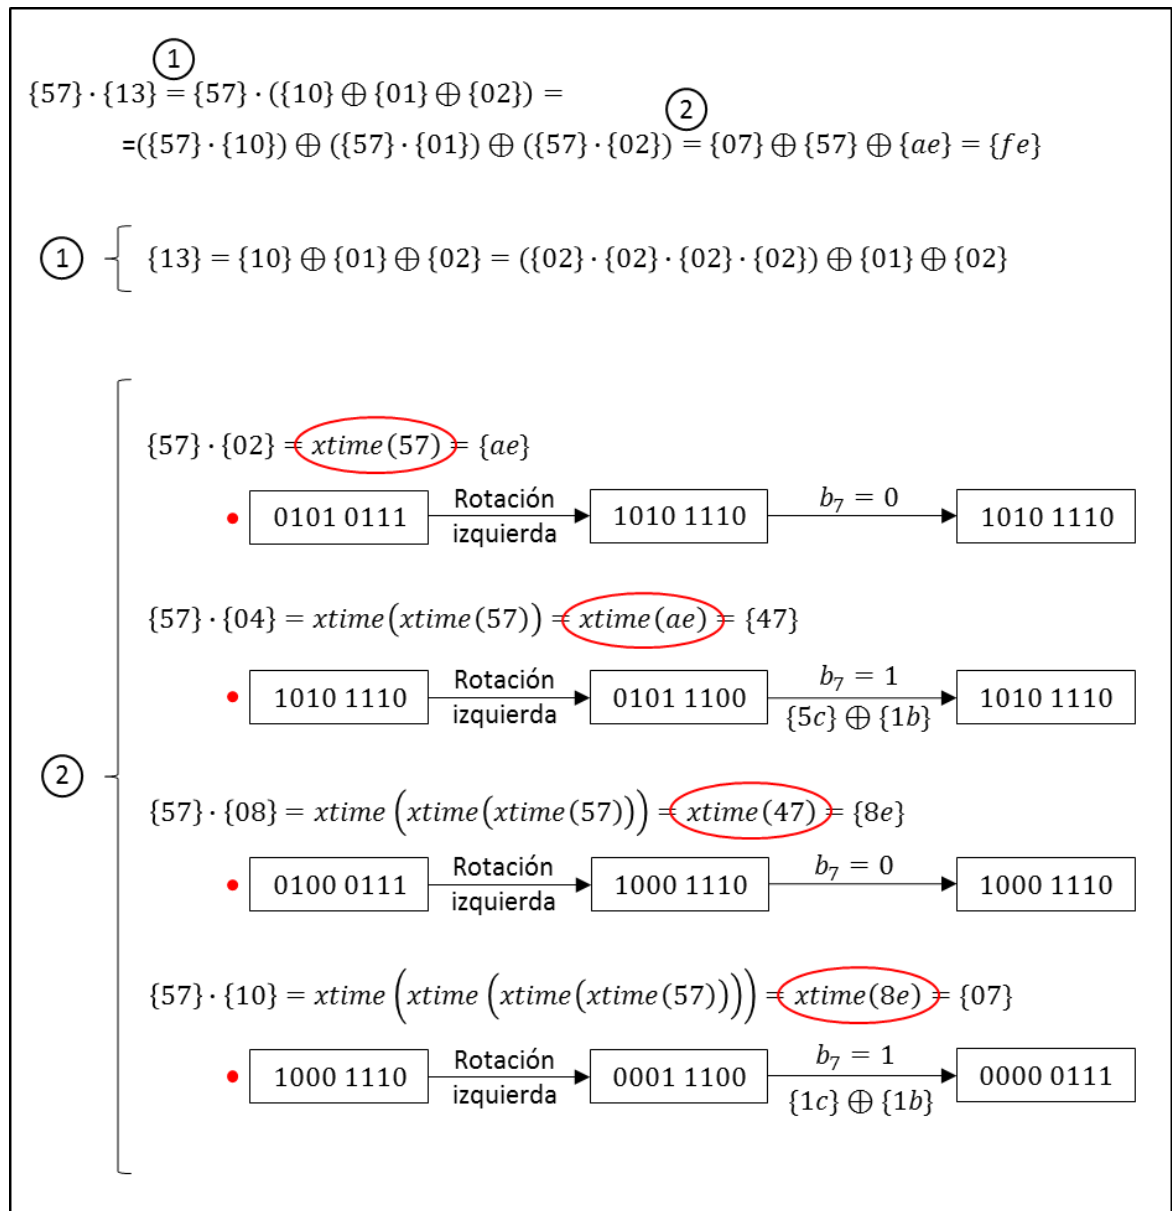 ①
{57} · {13} = {57} · ({10} ⊕ {01} ⊕ {02}) =
②
=({57} · {10}) ⊕ ({57} · {01}) ⊕ ({57} · {02}) = {07} ⊕ {57} ⊕ {ae} = {fe}
① {13} = {10} ⊕ {01} ⊕ {02} = ({02} · {02} · {02} · {02}) ⊕ {01} ⊕ {02}
②
{57} · {02} = xtime(57) = {ae}
0101 0111 Rotación izquierda 1010 1110 b₇ = 0 1010 1110
{57} · {04} = xtime(xtime(57)) = xtime(ae) = {47}
1010 1110 Rotación izquierda 0101 1100 b₇ = 1 {5c} ⊕ {1b} 1010 1110
{57} · {08} = xtime (xtime(xtime(57))) = xtime(47) = {8e}
0100 0111 Rotación izquierda 1000 1110 b₇ = 0 1000 1110
{57} · {10} = xtime (xtime (xtime(xtime(57)))) = xtime(8e) = {07}
1000 1110 Rotación izquierda 0001 1100 b₇ = 1 {1c} ⊕ {1b} 0000 0111